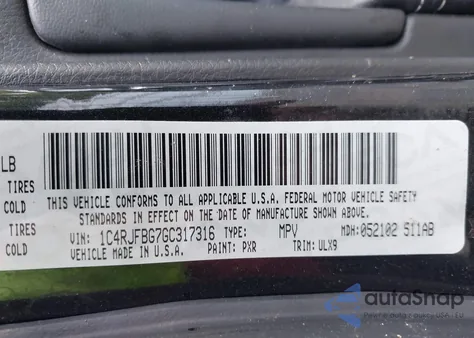 LB
TIRES
COLD
TIRES
COLD
THIS VEHICLE CONFORMS TO ALL APPLICABLE U.S.A. FEDERAL MOTOR VEHICLE SAFETY
STANDARDS IN EFFECT ON THE DATE OF MANUFACTURE SHOWN ABOVE.
VIN: 1C4RJFBG7GC317316 TYPE: MPV MDH: 052102 511AB
VEHICLE MADE IN U.S.A. PAINT: PXR TRIM: ULX9
autoSnap